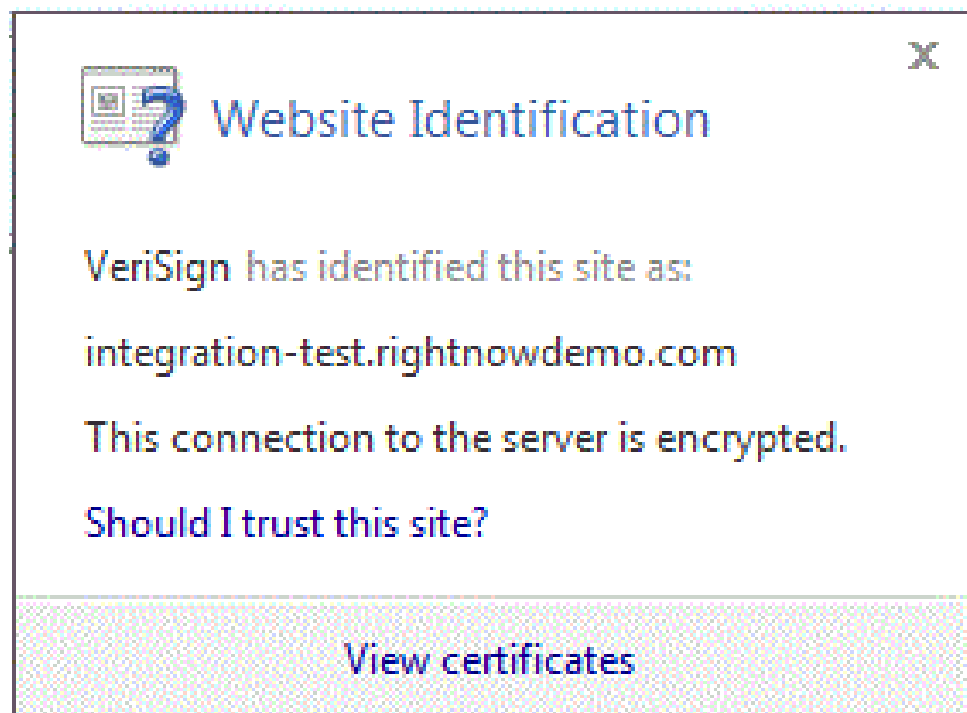 x
Website Identification
VeriSign has identified this site as:
integration-test.rightnowdemo.com
This connection to the server is encrypted.
Should I trust this site?
View certificates